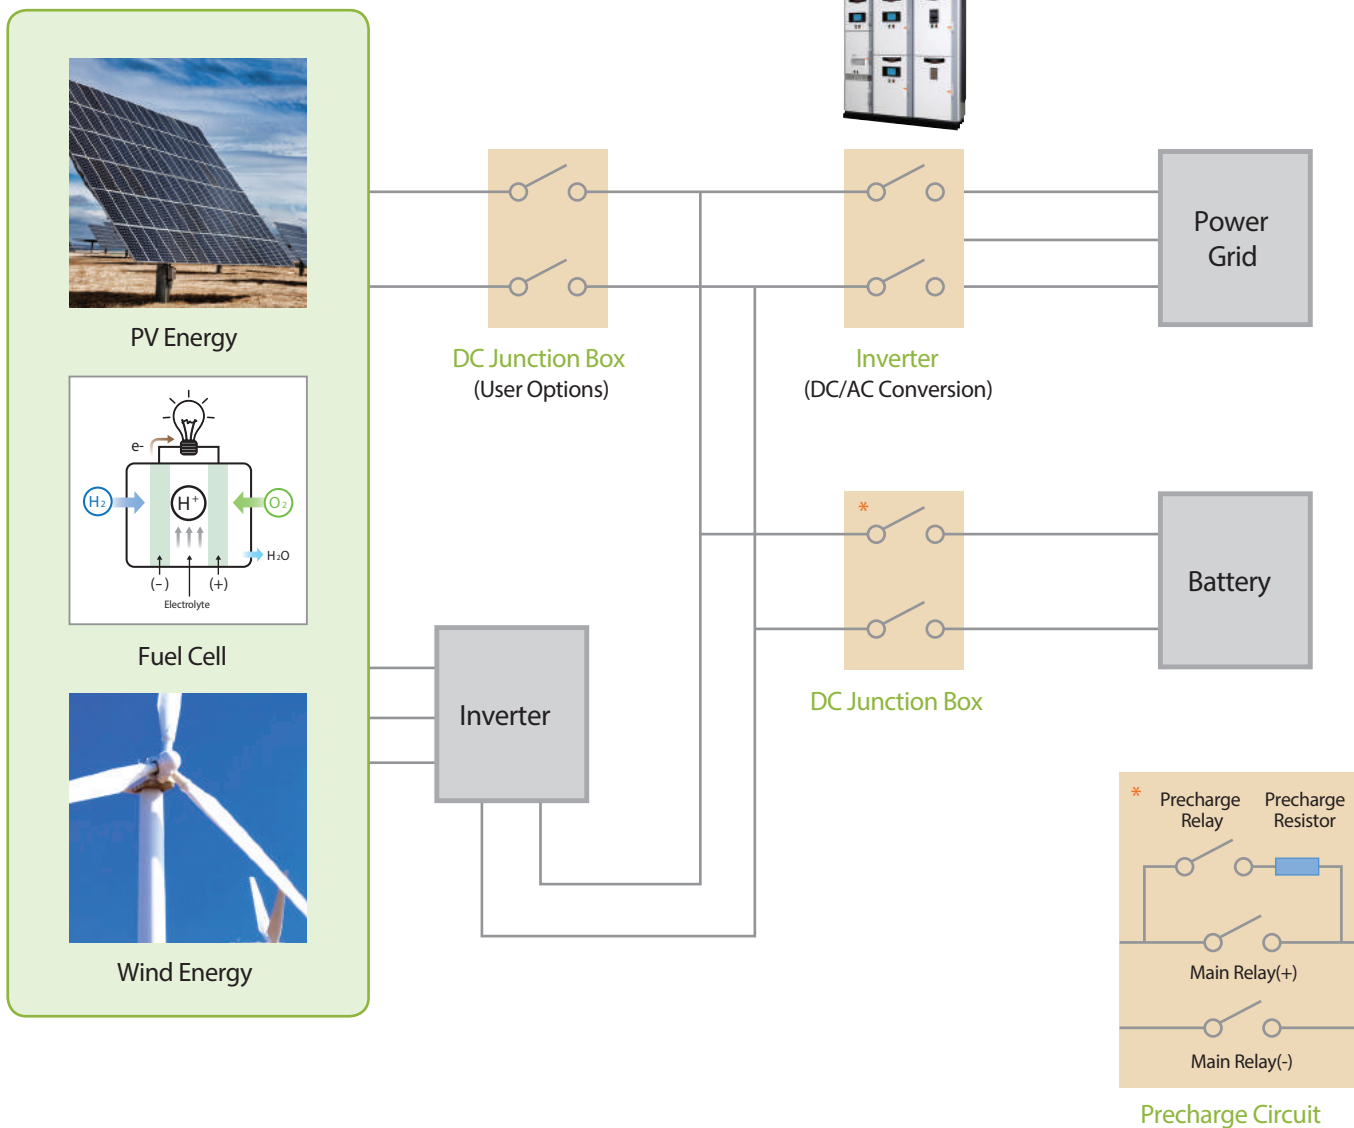 PV Energy
e-
H2
H+
O2
H2O
(-)
(+)
Electrolyte
Fuel Cell
Wind Energy
DC Junction Box
(User Options)
Inverter
(DC/AC Conversion)
Power
Grid
*
Battery
DC Junction Box
Inverter
*
Precharge
Relay
Precharge
Resistor
Main Relay(+)
Main Relay(-)
Precharge Circuit